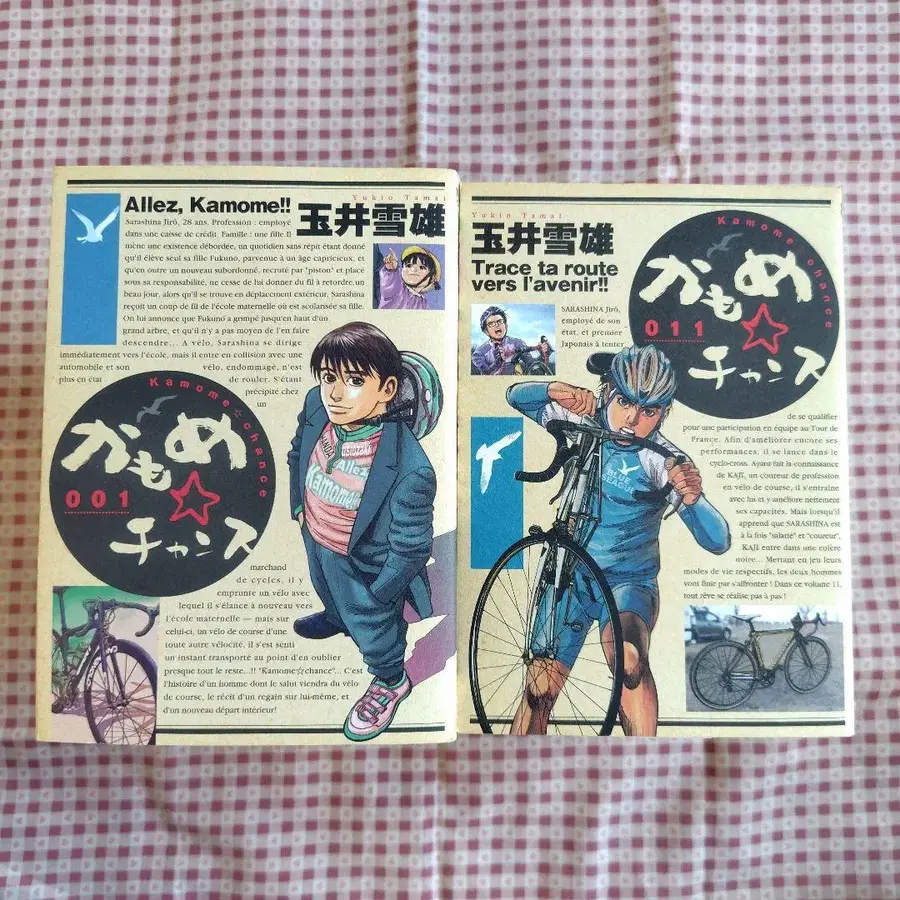 Allez, Kamome!!
Yukio Tamai
玉井雪雄
Sarashina Jirō, 28 ans. Profession : employé
dans une caisse de crédit. Famille : une fille. Il
mène une existence débordée, un quotidien sans répit étant donné
qu'il élève seul sa fille Fukuno, parvenue à un âge capricieux, et
qu'en outre un nouveau subordonné, recruté par "piston" et placé
sous sa responsabilité, ne cesse de lui donner du fil à retordre, un
beau jour, alors qu'il se trouve en déplacement extérieur, Sarashina
reçoit un coup de fil de l'école maternelle où est scolarisée sa fille.
On lui annonce que Fukuno a grimpé jusqu'en haut d'un
grand arbre, et qu'il n'y a pas moyen de l'en faire
descendre... A vélo, Sarashina se dirige
immédiatement vers l'école, mais il entre en collision avec une
automobile et son vélo, endommagé, n'est
plus en état de rouler. S'étant
précipité chez
un
Kamome☆chance
かもめ☆
チャンス
001
marchand
de cycles, il y
emprunte un vélo avec
lequel il s'élance à nouveau vers
l'école maternelle — mais sur
celui-ci, un vélo de course d'une
toute autre vélocité, il s'est senti
un instant transporté au point d'en oublier
presque tout le reste...!! "Kamome☆chance"... C'est
l'histoire d'un homme dont le salut viendra du vélo
de course, le récit d'un regain sur lui-même, et
d'un nouveau départ intérieur!
Allez
Kamome
Yukio Tamai
玉井雪雄
Trace ta route
vers l'avenir!!
Kamome☆chance
かもめ☆
チャンス
011
SARASHINA Jirō,
employé de son
état, et premier
Japonais à tenter
de se qualifier
pour une participation en équipe au Tour de
France. Afin d'améliorer encore ses
performances, il se lance dans le
cyclo-cross. Ayant fait la connaissance
de KAJI, un coureur de profession
en vélo de course, il s'entraîne
avec lui et y améliore nettement
ses capacités. Mais lorsqu'il
apprend que SARASHINA est
à la fois "salarié" et "coureur",
KAJI entre dans une colère
noire... Mettant en jeu leurs
modes de vie respectifs, les deux hommes
vont finir par s'affronter ! Dans ce volume 11,
tout rêve se réalise pas à pas !
BLUE
SEAGULL